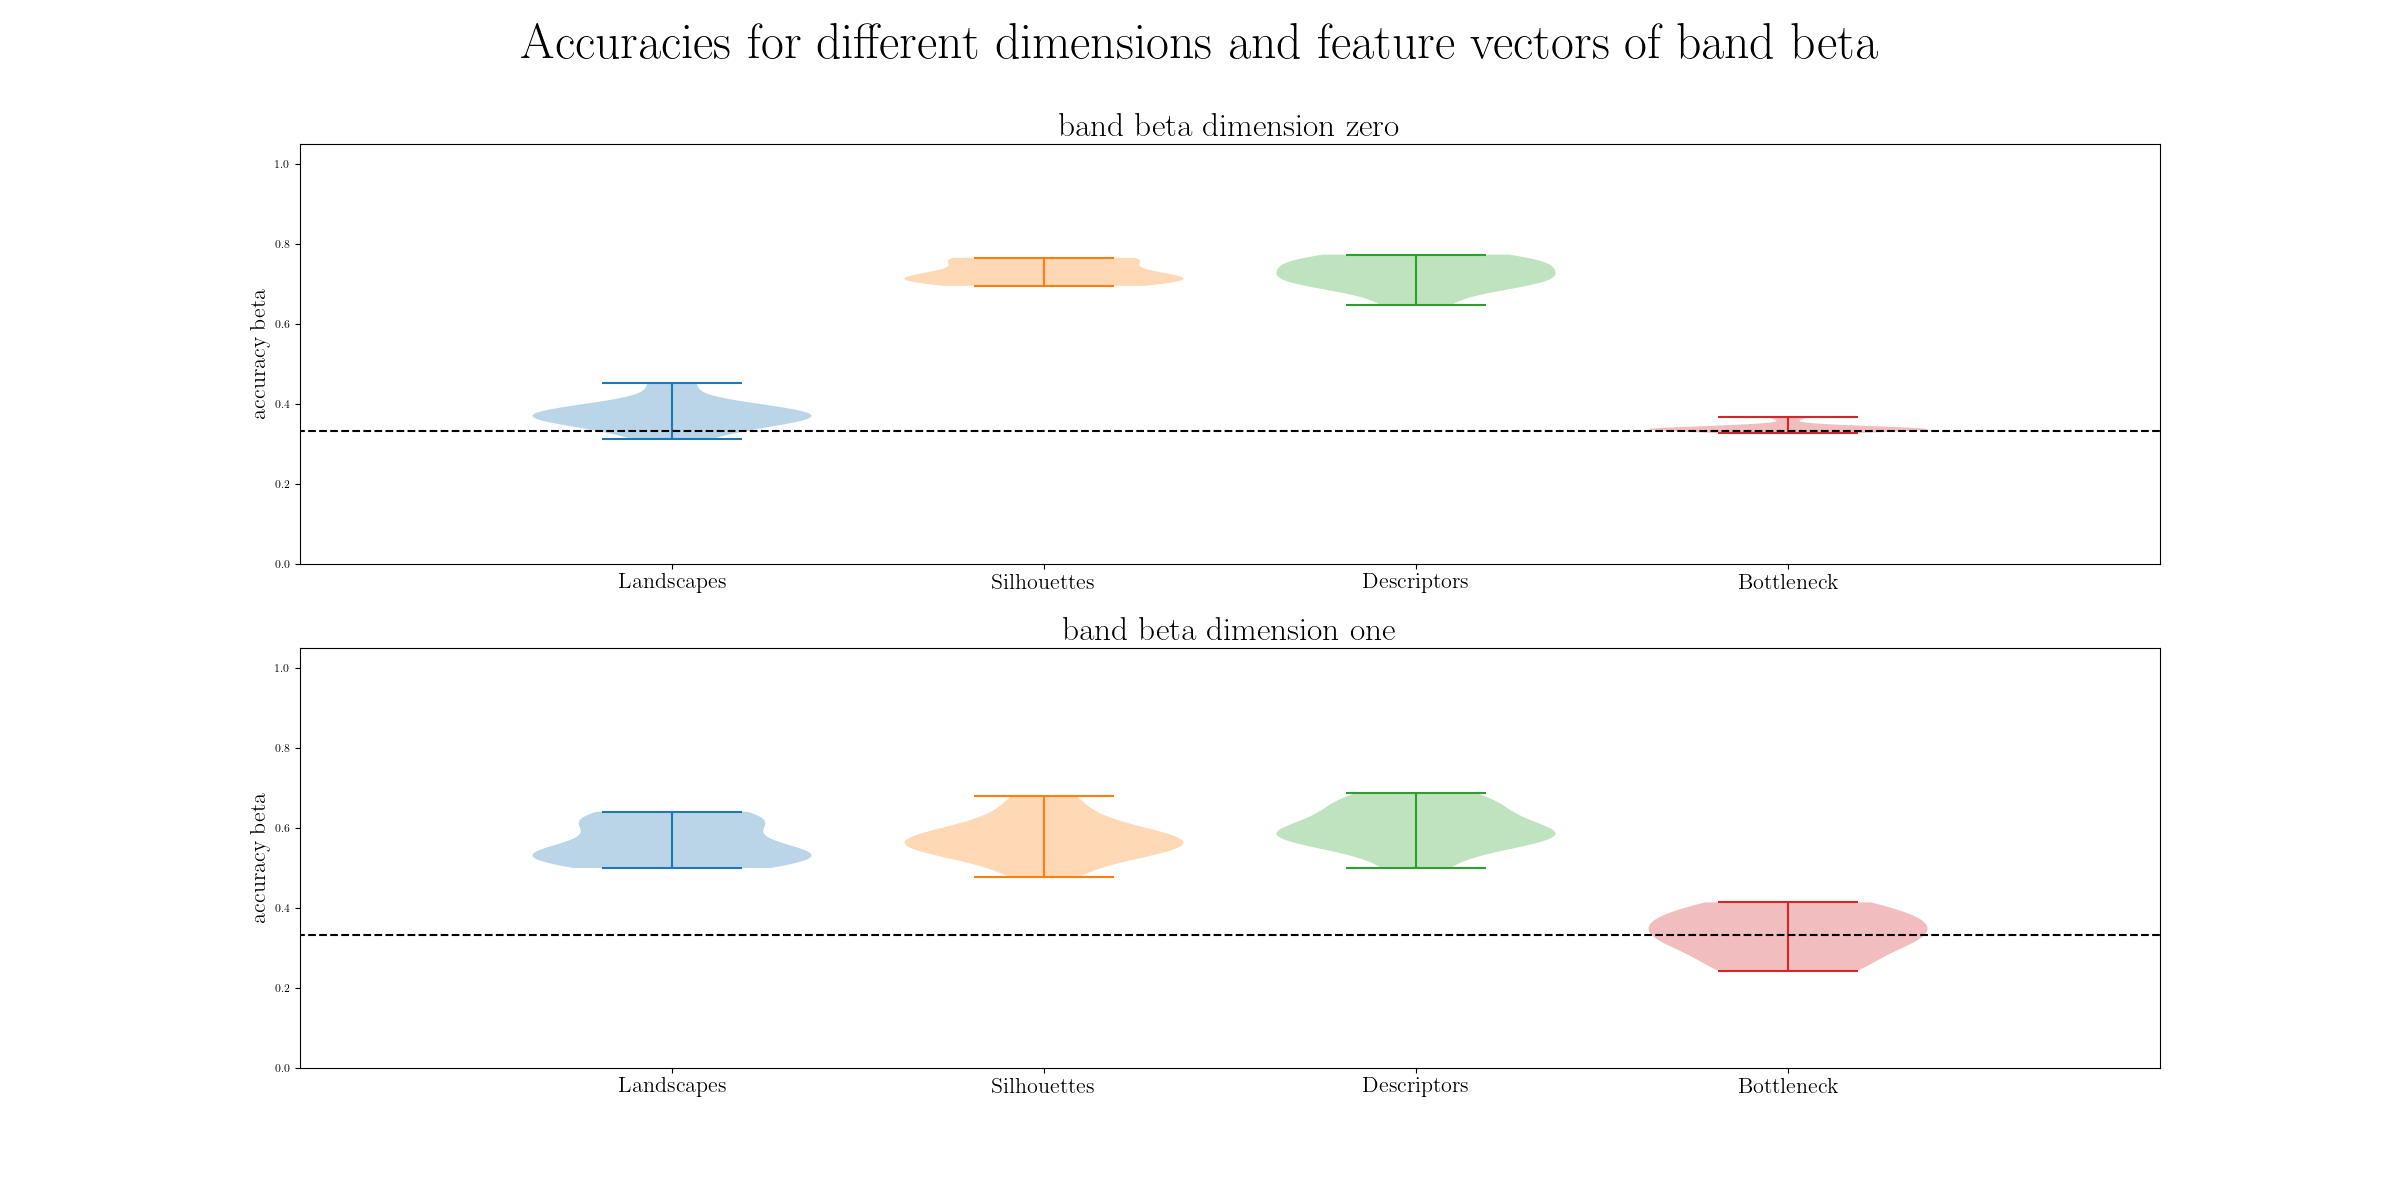 Accuracies for different dimensions and feature vectors of band beta
band beta dimension zero
1.0
0.8
0.6
0.4
0.2
0.0
accuracy beta
Landscapes Silhouettes Descriptors Bottleneck
band beta dimension one
1.0
0.8
0.6
0.4
0.2
0.0
accuracy beta
Landscapes Silhouettes Descriptors Bottleneck